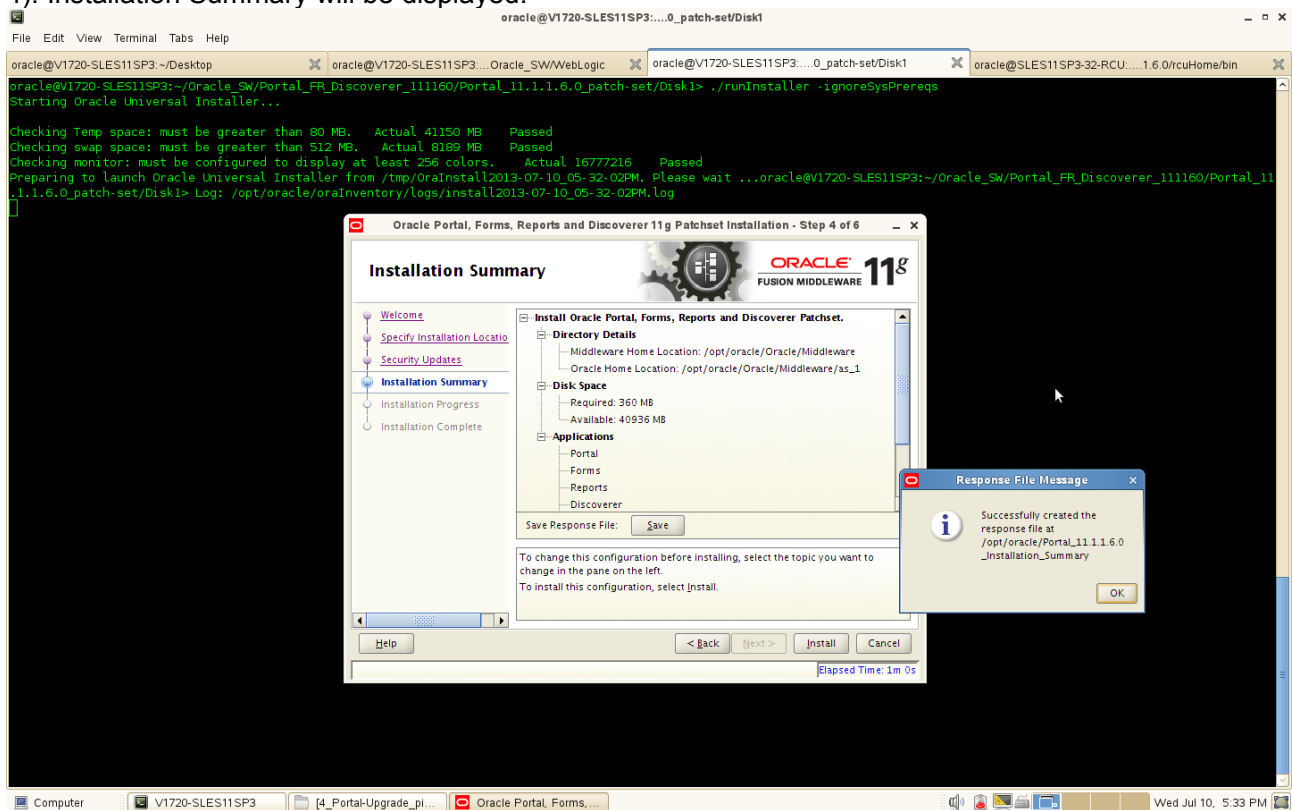 4). Installation Summary will be displayed.
oracle@V1720-SLES11SP3:....0_patch-set/Disk1
File Edit View Terminal Tabs Help
oracle@V1720-SLES11SP3:~/Desktop
oracle@V1720-SLES11SP3:...Oracle_SW/WebLogic
oracle@V1720-SLES11SP3:....0_patch-set/Disk1
oracle@SLES11SP3-32-RCU:....1.6.0/rcuHome/bin
oracle@V1720-SLES11SP3:~/Oracle_SW/Portal_FR_Discoverer_111160/Portal_11.1.1.6.0_patch-set/Disk1> ./runInstaller -ignoreSysPrereqs
Starting Oracle Universal Installer...
Checking Temp space: must be greater than 80 MB. Actual 41150 MB Passed
Checking swap space: must be greater than 512 MB. Actual 8189 MB Passed
Checking monitor: must be configured to display at least 256 colors. Actual 16777216 Passed
Preparing to launch Oracle Universal Installer from /tmp/OraInstall2013-07-10_05-32-02PM. Please wait ...oracle@V1720-SLES11SP3:~/Oracle_SW/Portal_FR_Discoverer_111160/Portal_11
.1.1.6.0_patch-set/Disk1> Log: /opt/oracle/oraInventory/logs/install2013-07-10_05-32-02PM.log
Oracle Portal, Forms, Reports and Discoverer 11g Patchset Installation - Step 4 of 6
Installation Summary
ORACLE
FUSION MIDDLEWARE
11g
Welcome
Specify Installation Locatio
Security Updates
Installation Summary
Installation Progress
Installation Complete
Install Oracle Portal, Forms, Reports and Discoverer Patchset.
Directory Details
Middleware Home Location: /opt/oracle/Oracle/Middleware
Oracle Home Location: /opt/oracle/Oracle/Middleware/as_1
Disk Space
Required: 360 MB
Available: 40936 MB
Applications
Portal
Forms
Reports
Discoverer
Save Response File: Save
To change this configuration before installing, select the topic you want to
change in the pane on the left.
To install this configuration, select Install.
Help < Back Next > Install Cancel
Elapsed Time: 1m 0s
Response File Message
Successfully created the
response file at
/opt/oracle/Portal_11.1.1.6.0
_Installation_Summary
OK
Computer
V1720-SLES11SP3
[4_Portal-Upgrade_pi...
Oracle Portal, Forms,...
Wed Jul 10, 5:33 PM